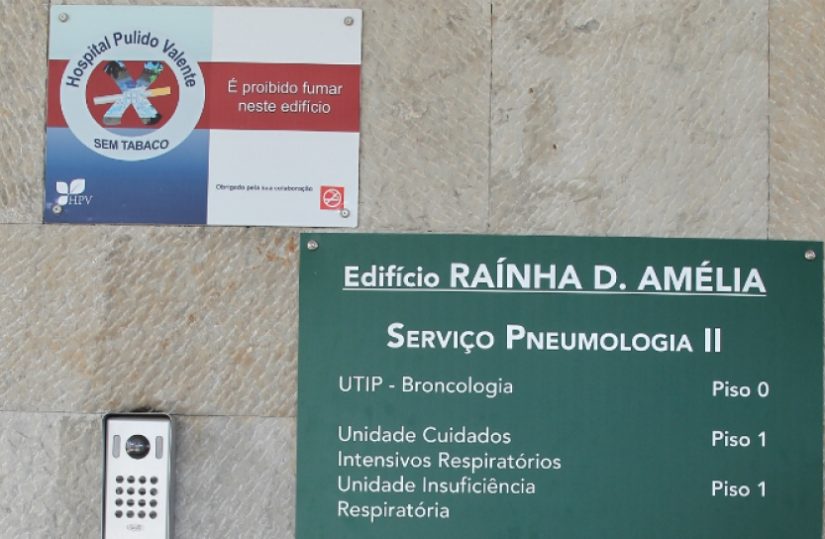 Hospital Pulido Valente
SEM TABACO
É proibido fumar
neste edifício
Obrigado pela sua colaboração
HPV
Edifício RAÍNHA D. AMÉLIA
SERVIÇO PNEUMOLOGIA II
UTIP - Broncologia Piso 0
Unidade Cuidados Piso 1
Intensivos Respiratórios
Unidade Insuficiência Piso 1
Respiratória